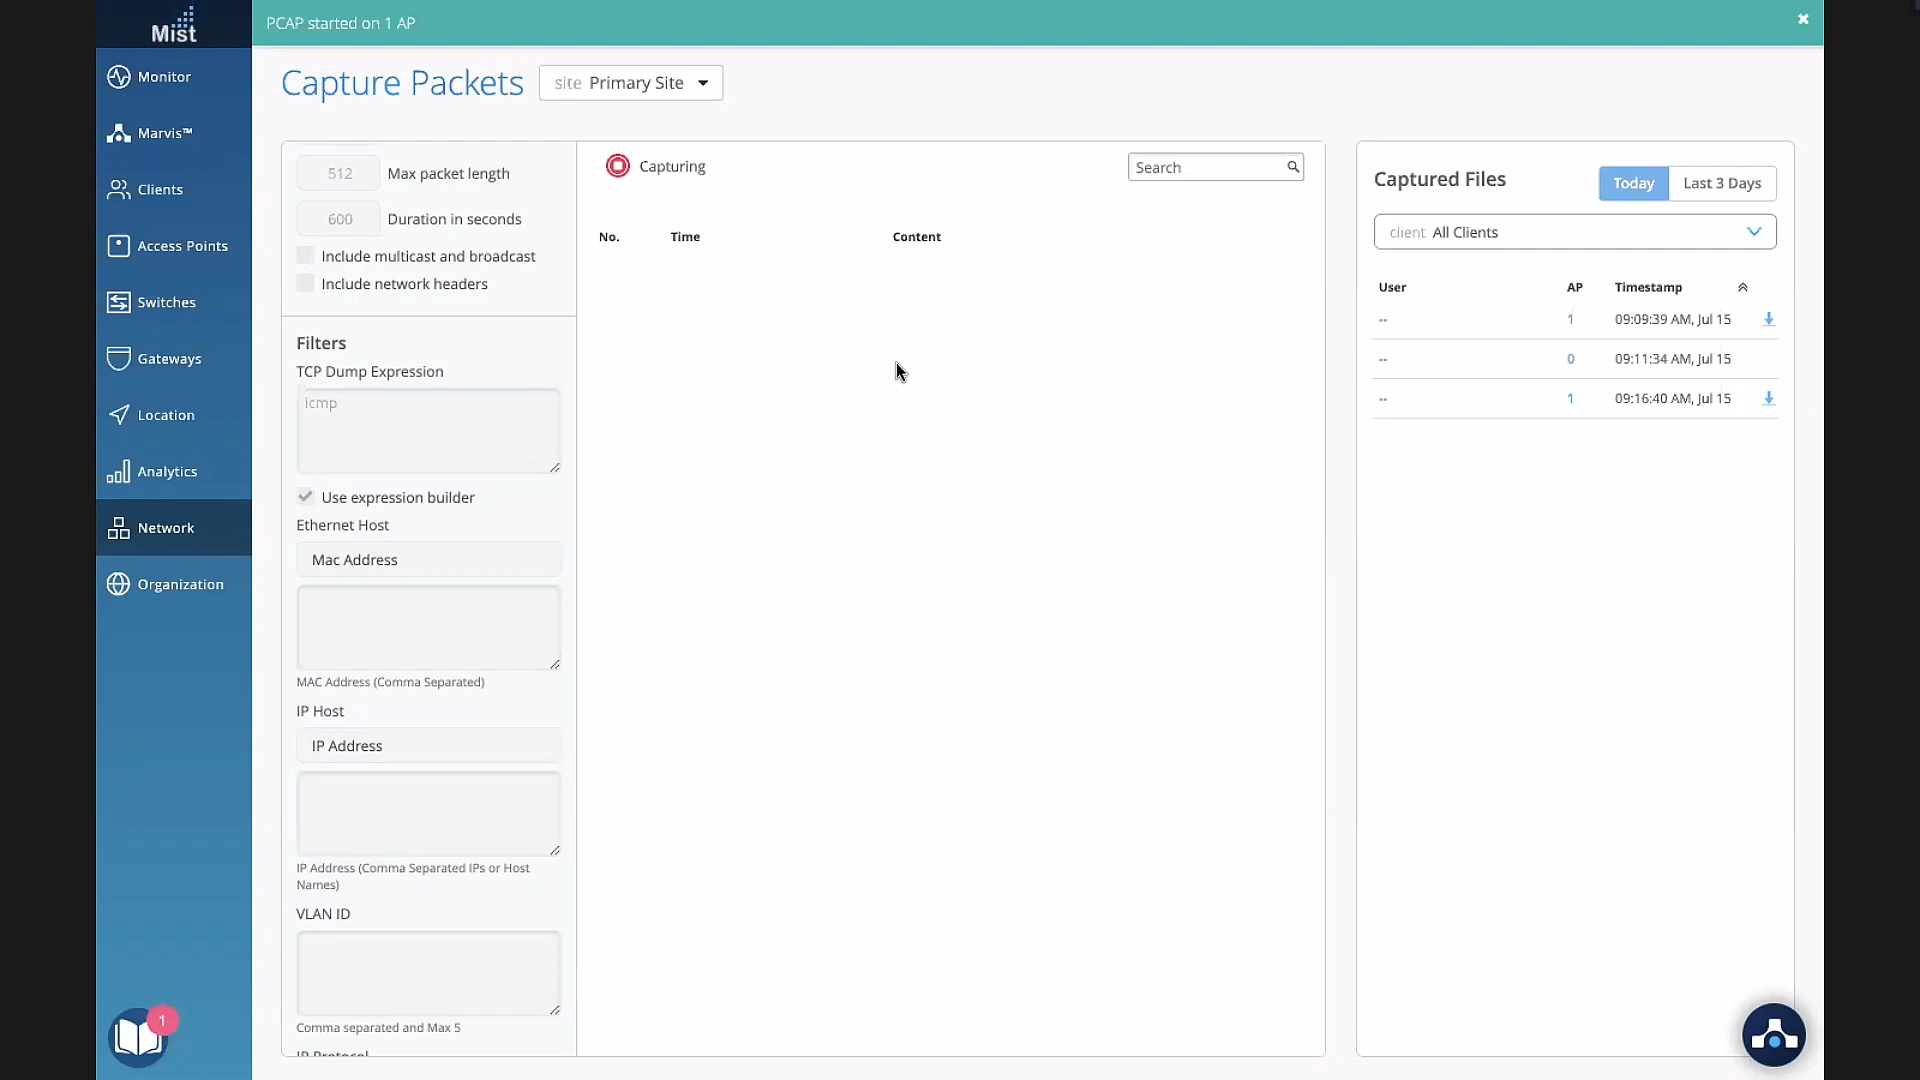 Mist
PCAP started on 1 AP
Monitor
Marvis™
Clients
Access Points
Switches
Gateways
Location
Analytics
Network
Organization
1
Capture Packets
site Primary Site
512 Max packet length
600 Duration in seconds
Include multicast and broadcast
Include network headers
Filters
TCP Dump Expression
icmp
Use expression builder
Ethernet Host
Mac Address
MAC Address (Comma Separated)
IP Host
IP Address
IP Address (Comma Separated IPs or Host
Names)
VLAN ID
Comma separated and Max 5
IP Protocol
Capturing
Search
No. Time Content
Captured Files
Today Last 3 Days
client All Clients
User AP Timestamp
-- 1 09:09:39 AM, Jul 15
-- 0 09:11:34 AM, Jul 15
-- 1 09:16:40 AM, Jul 15